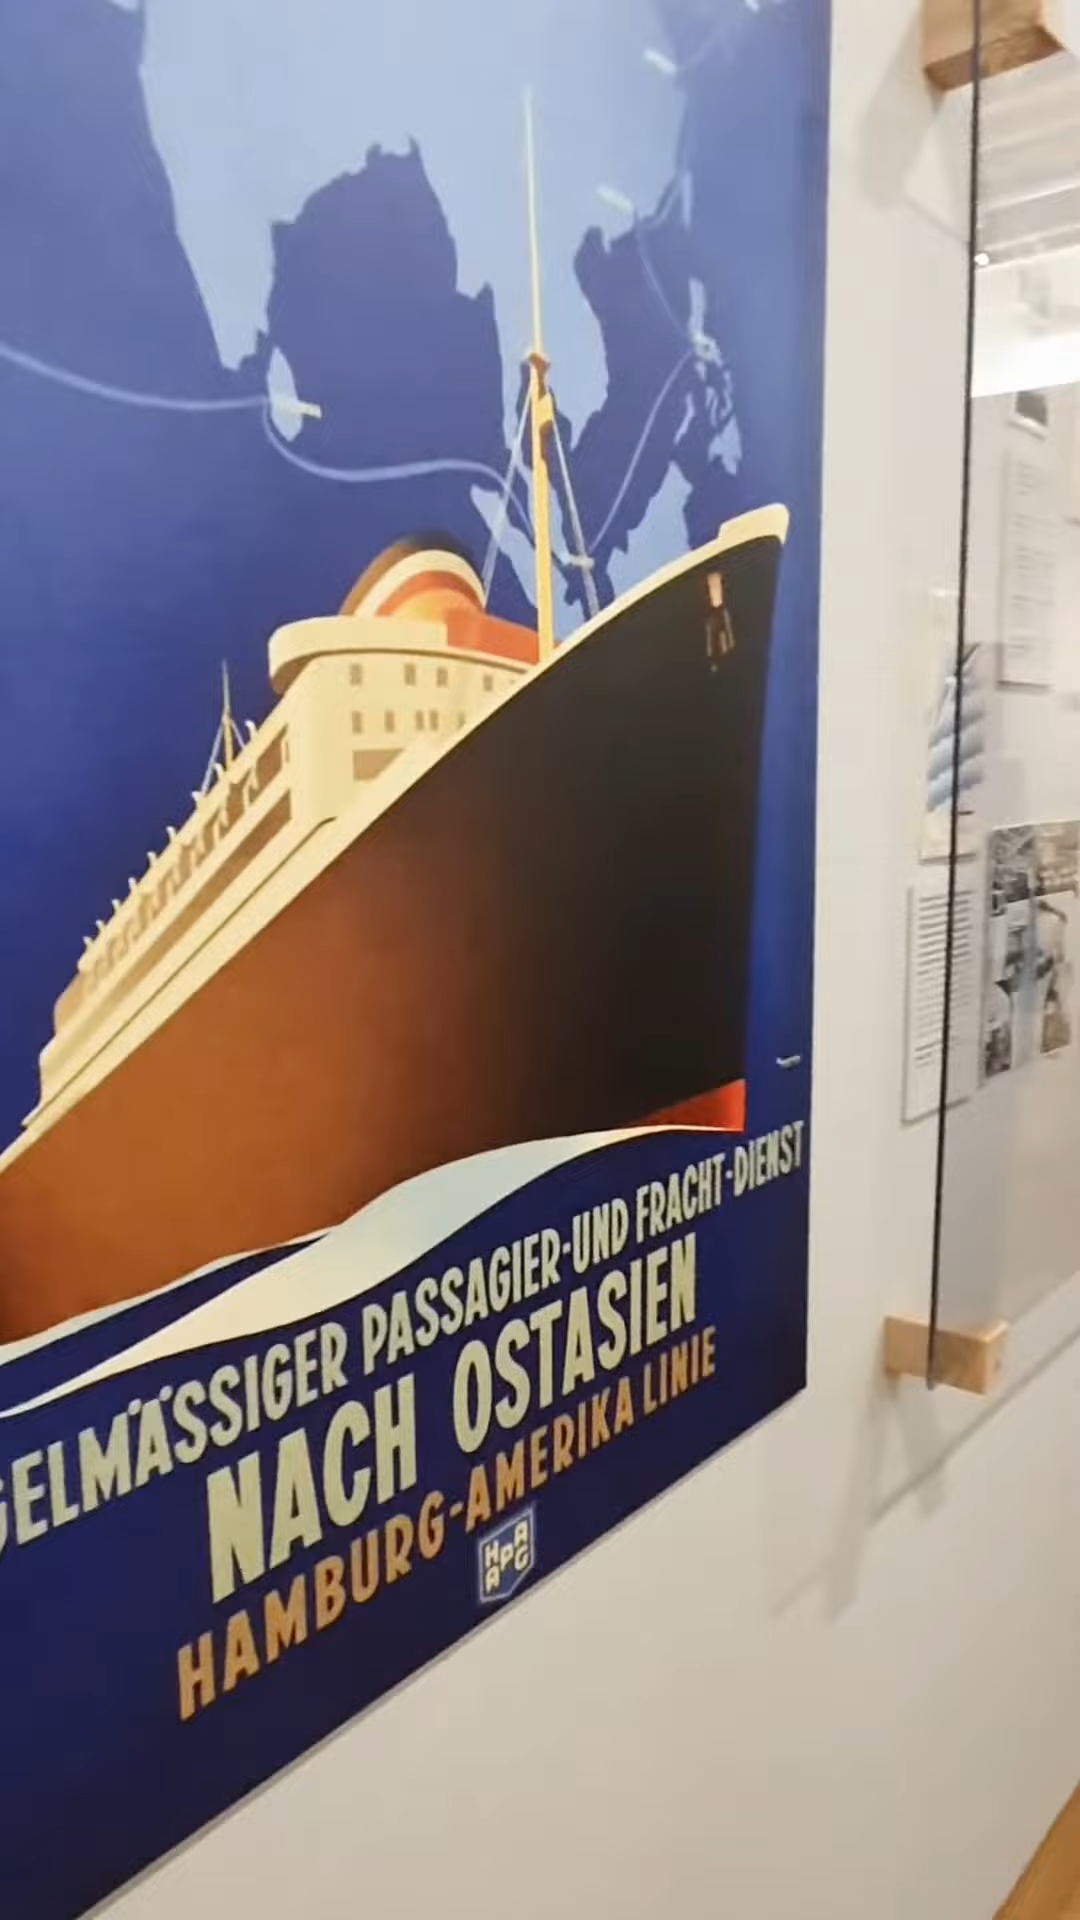 GELMÄSSIGER PASSAGIER-UND FRACHT-DIENST
NACH OSTASIEN
HAMBURG-AMERIKA LINIE
HAPAG